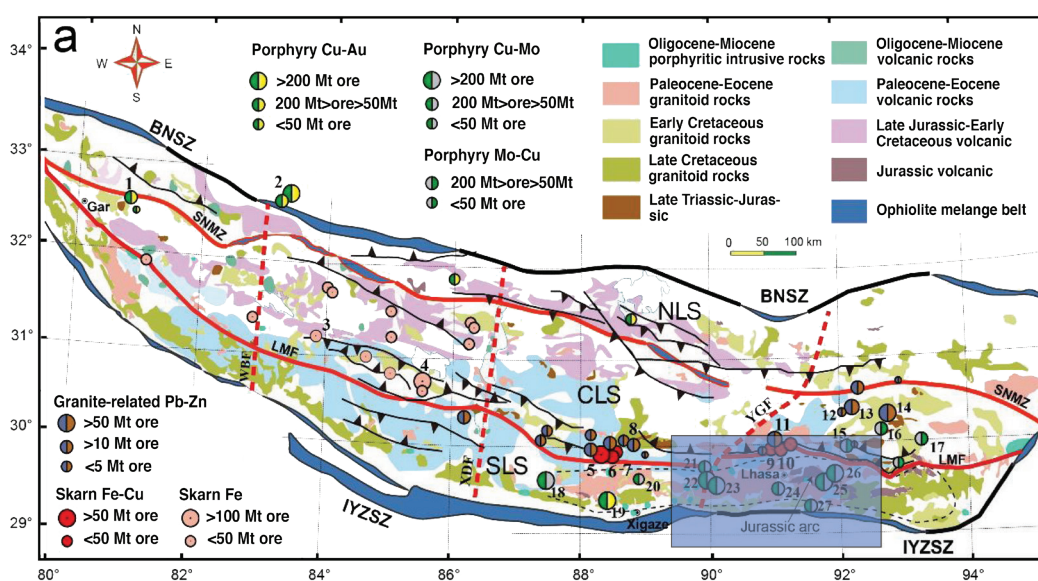 a
N
W E
S
34°
33°
32°
31°
30°
29°
80°
82°
84°
86°
88°
90°
92°
94°
Porphyry Cu-Au
>200 Mt ore
200 Mt>ore>50Mt
<50 Mt ore
Porphyry Cu-Mo
>200 Mt ore
200 Mt>ore>50Mt
<50 Mt ore
Porphyry Mo-Cu
200 Mt>ore>50Mt
<50 Mt ore
Oligocene-Miocene
porphyritic intrusive rocks
Paleocene-Eocene
granitoid rocks
Early Cretaceous
granitoid rocks
Late Cretaceous
granitoid rocks
Late Triassic-Juras-
sic
Oligocene-Miocene
volcanic rocks
Paleocene-Eocene
volcanic rocks
Late Jurassic-Early
Cretaceous volcanic
Jurassic volcanic
Ophiolite melange belt
0 50 100 km
BNSZ
1
2
Gar
SNMZ
NLS
BNSZ
3
LMF
WBF
4
CLS
SNMZ
YGF
XDF
SLS
IYZSZ
5
6
7
8
9
10
11
12
13
14
15
16
17
LMF
18
19
20
21
22
23
24
25
26
27
Lhasa
Xigaze
Jurassic arc
IYZSZ
Granite-related Pb-Zn
>50 Mt ore
>10 Mt ore
<5 Mt ore
Skarn Fe-Cu
>50 Mt ore
<50 Mt ore
Skarn Fe
>100 Mt ore
<50 Mt ore